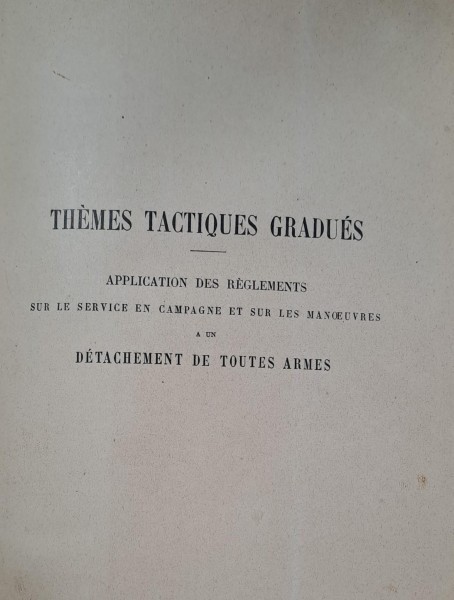 THÈMES TACTIQUES GRADUÉS
APPLICATION DES RÈGLEMENTS
SUR LE SERVICE EN CAMPAGNE ET SUR LES MANŒUVRES
A UN
DÉTACHEMENT DE TOUTES ARMES